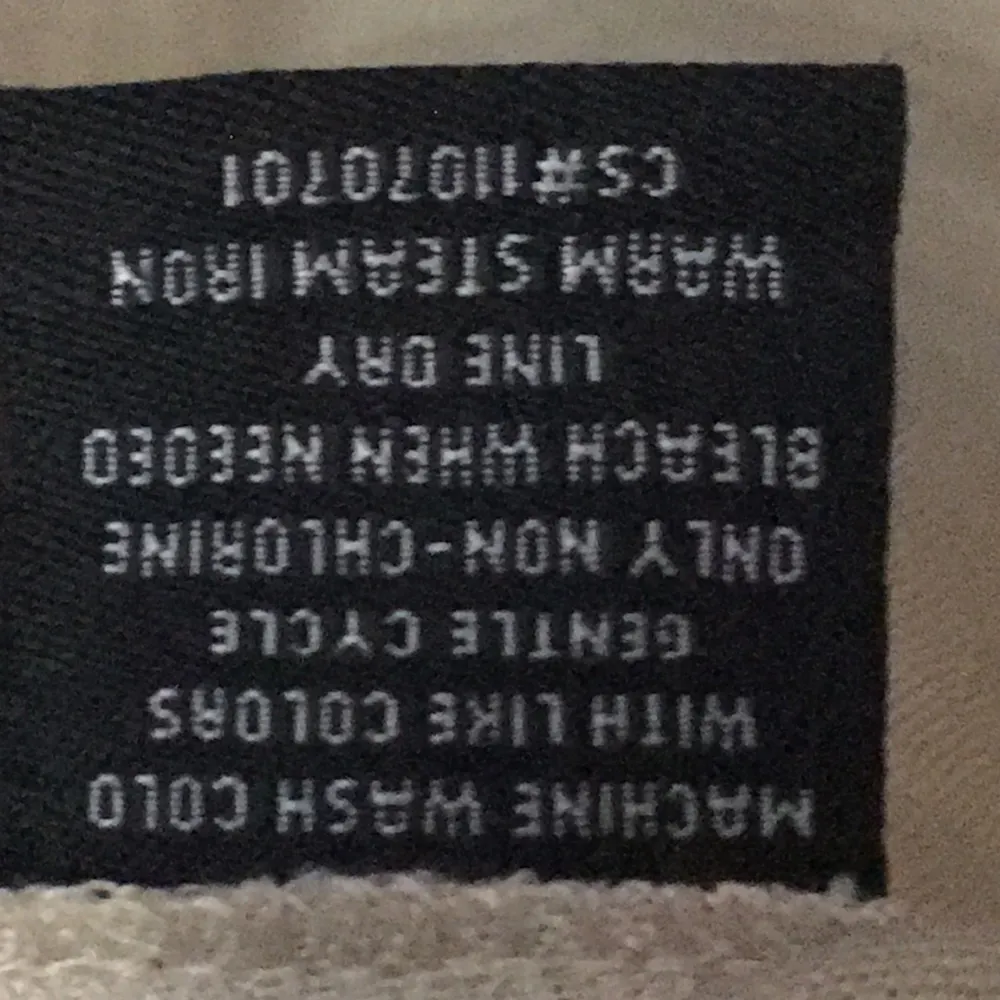 MACHINE WASH COLD
WITH LIKE COLORS
GENTLE CYCLE
ONLY NON-CHLORINE
BLEACH WHEN NEEDED
LINE DRY
WARM STEAM IRON
CS#11070701